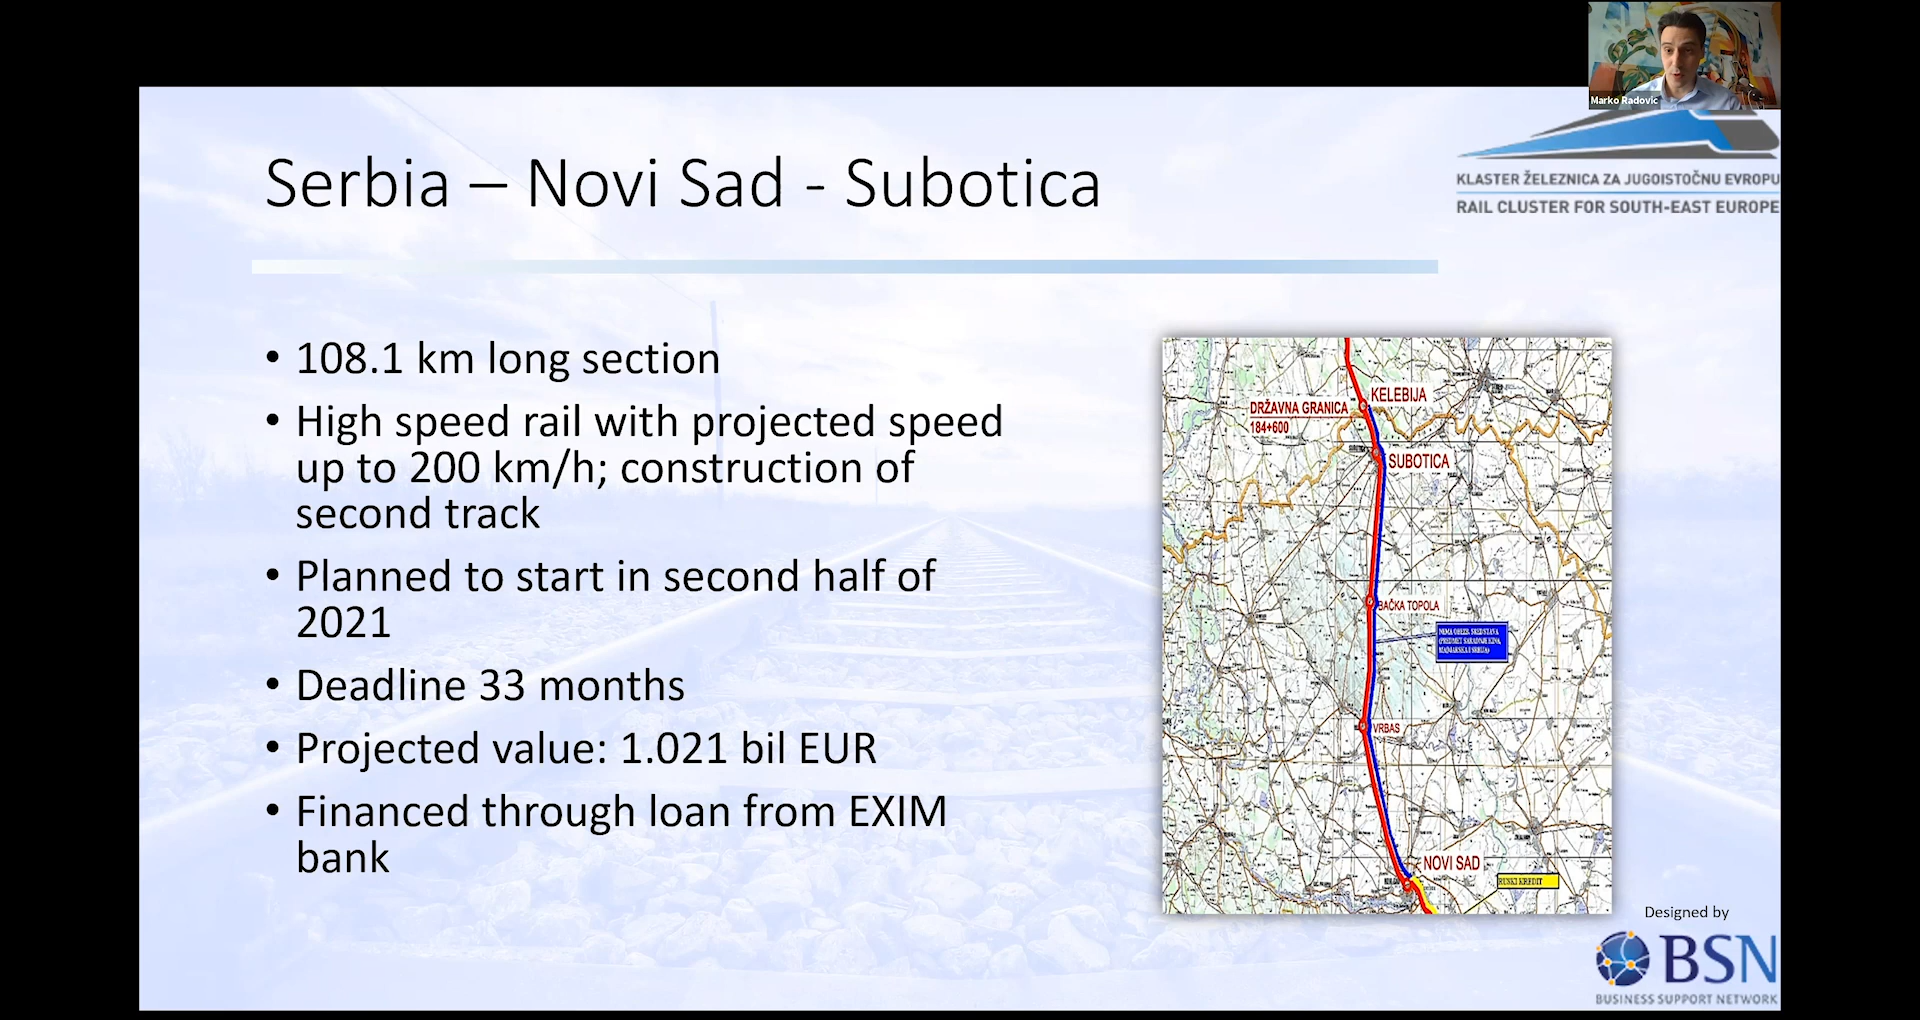 Marko Radovic
KLASTER ŽELEZNICA ZA JUGOISTOČNU EVROPU
RAIL CLUSTER FOR SOUTH-EAST EUROPE
Serbia – Novi Sad - Subotica
• 108.1 km long section
• High speed rail with projected speed
up to 200 km/h; construction of
second track
• Planned to start in second half of
2021
• Deadline 33 months
• Projected value: 1.021 bil EUR
• Financed through loan from EXIM
bank
KELEBIJA
DRŽAVNA GRANICA
184+600
SUBOTICA
BAČKA TOPOLA
VRBAS
NOVI SAD
RUSKI KREDIT
Designed by
BSN
BUSINESS SUPPORT NETWORK